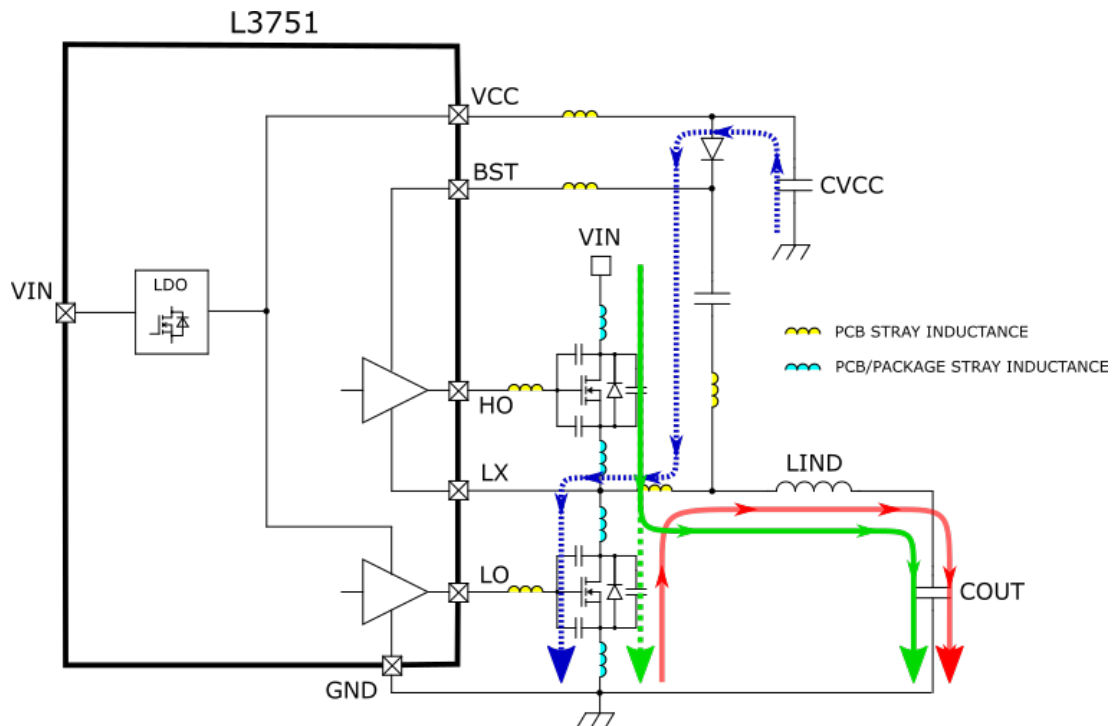 L3751
VCC
BST
CVCC
VIN
VIN
LDO
PCB STRAY INDUCTANCE
PCB/PACKAGE STRAY INDUCTANCE
HO
LX
LIND
LO
COUT
GND